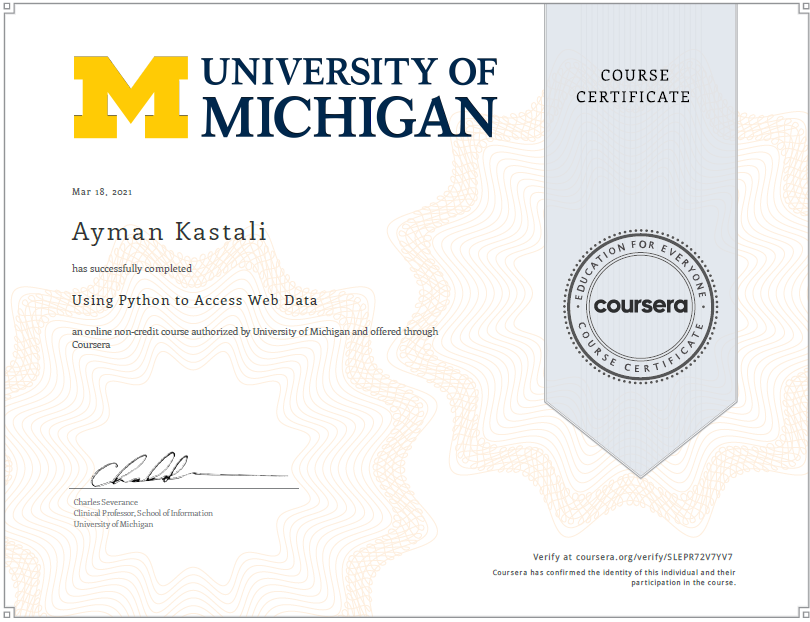 UNIVERSITY OF
MICHIGAN
COURSE
CERTIFICATE
Mar 18, 2021
Ayman Kastali
has successfully completed
Using Python to Access Web Data
an online non-credit course authorized by University of Michigan and offered through
Coursera
EDUCATION FOR EVERYONE
coursera
COURSE CERTIFICATE
Charles Severance
Clinical Professor, School of Information
University of Michigan
Verify at coursera.org/verify/SLEPR72V7YV7
Coursera has confirmed the identity of this individual and their
participation in the course.